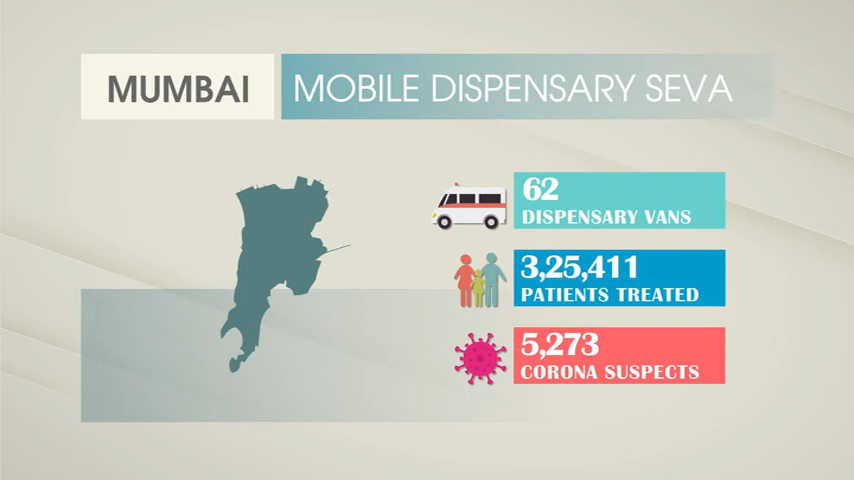 MUMBAI MOBILE DISPENSARY SEVA
62
DISPENSARY VANS
3,25,411
PATIENTS TREATED
5,273
CORONA SUSPECTS